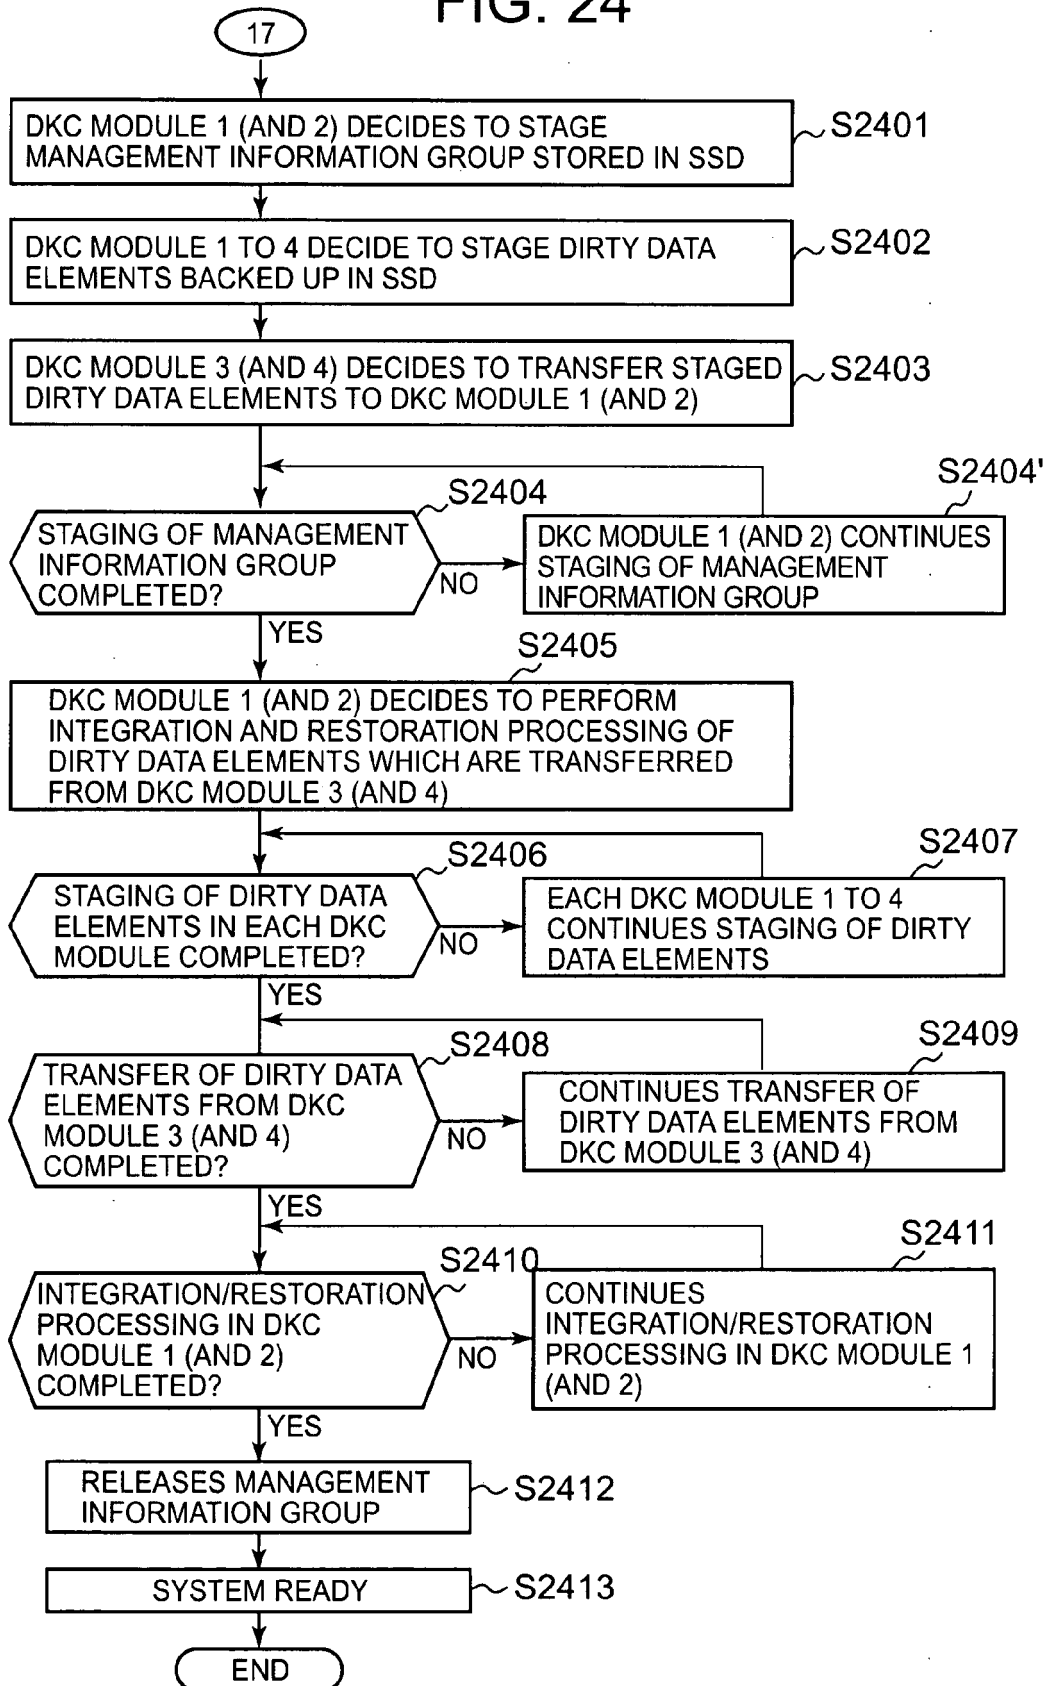 FIG. 24
17
DKC MODULE 1 (AND 2) DECIDES TO STAGE
MANAGEMENT INFORMATION GROUP STORED IN SSD
S2401
DKC MODULE 1 TO 4 DECIDE TO STAGE DIRTY DATA
ELEMENTS BACKED UP IN SSD
S2402
DKC MODULE 3 (AND 4) DECIDES TO TRANSFER STAGED
DIRTY DATA ELEMENTS TO DKC MODULE 1 (AND 2)
S2403
S2404
STAGING OF MANAGEMENT
INFORMATION GROUP
COMPLETED?
NO
YES
S2404'
DKC MODULE 1 (AND 2) CONTINUES
STAGING OF MANAGEMENT
INFORMATION GROUP
S2405
DKC MODULE 1 (AND 2) DECIDES TO PERFORM
INTEGRATION AND RESTORATION PROCESSING OF
DIRTY DATA ELEMENTS WHICH ARE TRANSFERRED
FROM DKC MODULE 3 (AND 4)
S2406
STAGING OF DIRTY DATA
ELEMENTS IN EACH DKC
MODULE COMPLETED?
NO
YES
S2407
EACH DKC MODULE 1 TO 4
CONTINUES STAGING OF DIRTY
DATA ELEMENTS
S2408
TRANSFER OF DIRTY DATA
ELEMENTS FROM DKC
MODULE 3 (AND 4)
COMPLETED?
NO
YES
S2409
CONTINUES TRANSFER OF
DIRTY DATA ELEMENTS FROM
DKC MODULE 3 (AND 4)
S2410
INTEGRATION/RESTORATION
PROCESSING IN DKC
MODULE 1 (AND 2)
COMPLETED?
NO
YES
S2411
CONTINUES
INTEGRATION/RESTORATION
PROCESSING IN DKC MODULE 1
(AND 2)
RELEASES MANAGEMENT
INFORMATION GROUP
S2412
SYSTEM READY
S2413
END